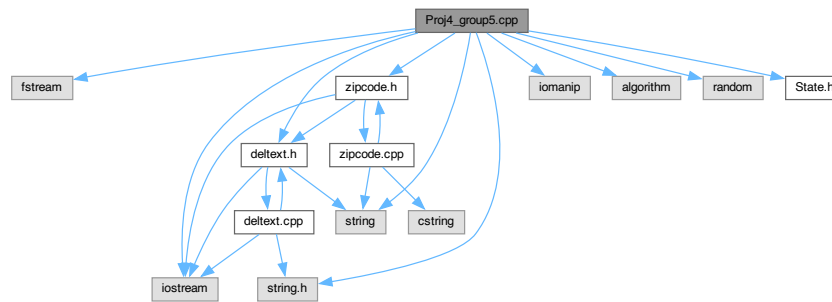 Proj4_group5.cpp
fstream
zipcode.h
iomanip
algorithm
random
State.h
deltext.h
zipcode.cpp
deltext.cpp
string
cstring
iostream
string.h